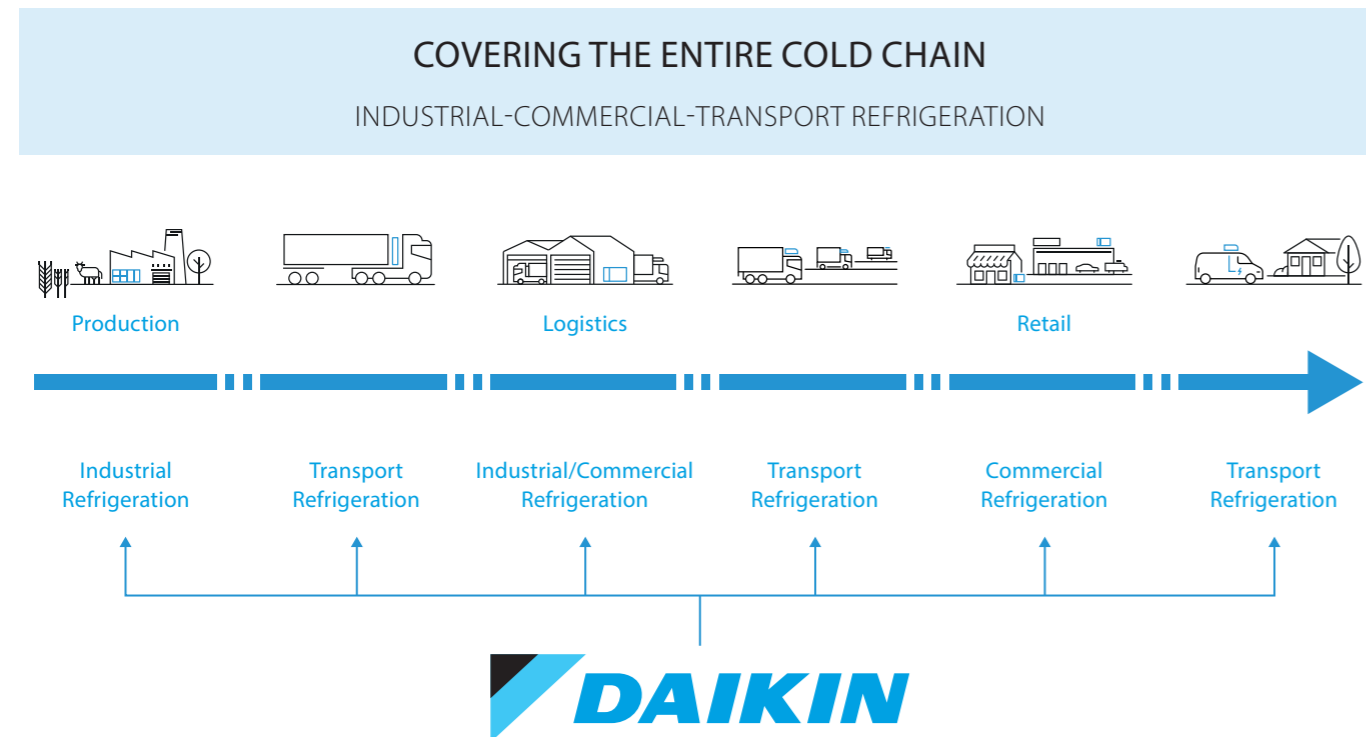 COVERING THE ENTIRE COLD CHAIN
INDUSTRIAL-COMMERCIAL-TRANSPORT REFRIGERATION
Production
Logistics
Retail
Industrial
Refrigeration
Transport
Refrigeration
Industrial/Commercial
Refrigeration
Transport
Refrigeration
Commercial
Refrigeration
Transport
Refrigeration
DAIKIN